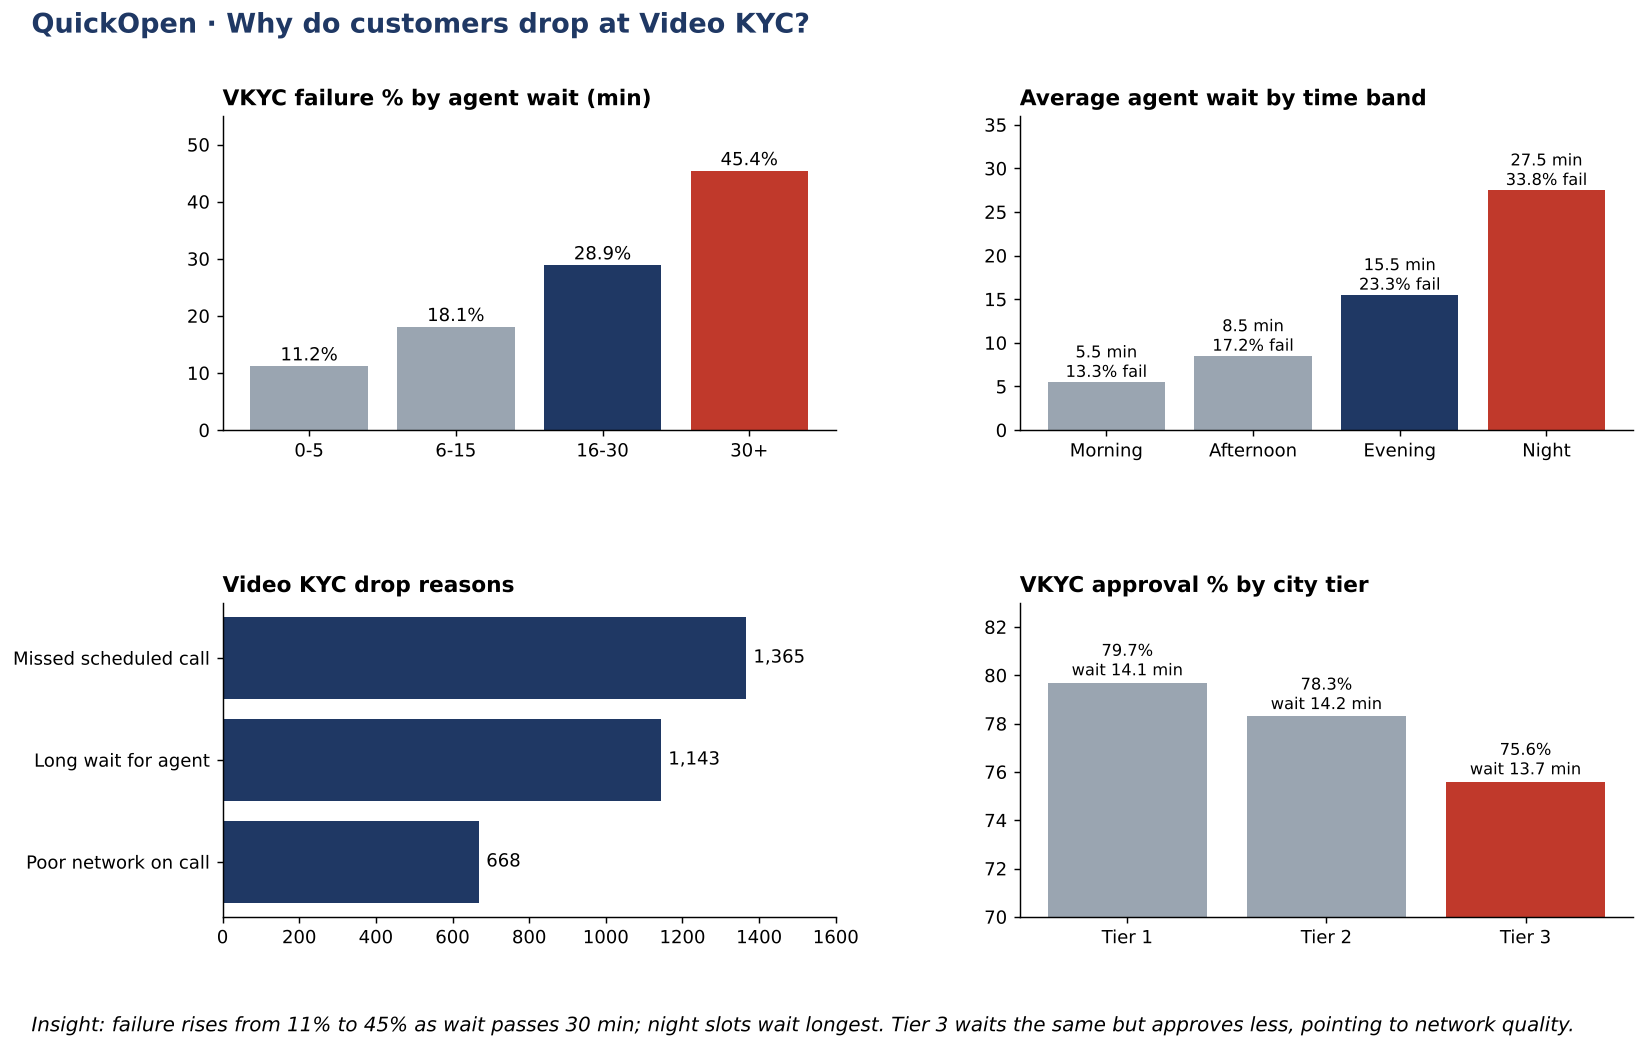 QuickOpen · Why do customers drop at Video KYC?
VKYC failure % by agent wait (min)
50
40
30
20
10
0
11.2%
18.1%
28.9%
45.4%
0-5
6-15
16-30
30+
Average agent wait by time band
35
30
25
20
15
10
5
0
5.5 min
13.3% fail
8.5 min
17.2% fail
15.5 min
23.3% fail
27.5 min
33.8% fail
Morning
Afternoon
Evening
Night
Video KYC drop reasons
Missed scheduled call
1,365
Long wait for agent
1,143
Poor network on call
668
0
200
400
600
800
1000
1200
1400
1600
VKYC approval % by city tier
82
80
78
76
74
72
70
79.7%
wait 14.1 min
78.3%
wait 14.2 min
75.6%
wait 13.7 min
Tier 1
Tier 2
Tier 3
Insight: failure rises from 11% to 45% as wait passes 30 min; night slots wait longest. Tier 3 waits the same but approves less, pointing to network quality.